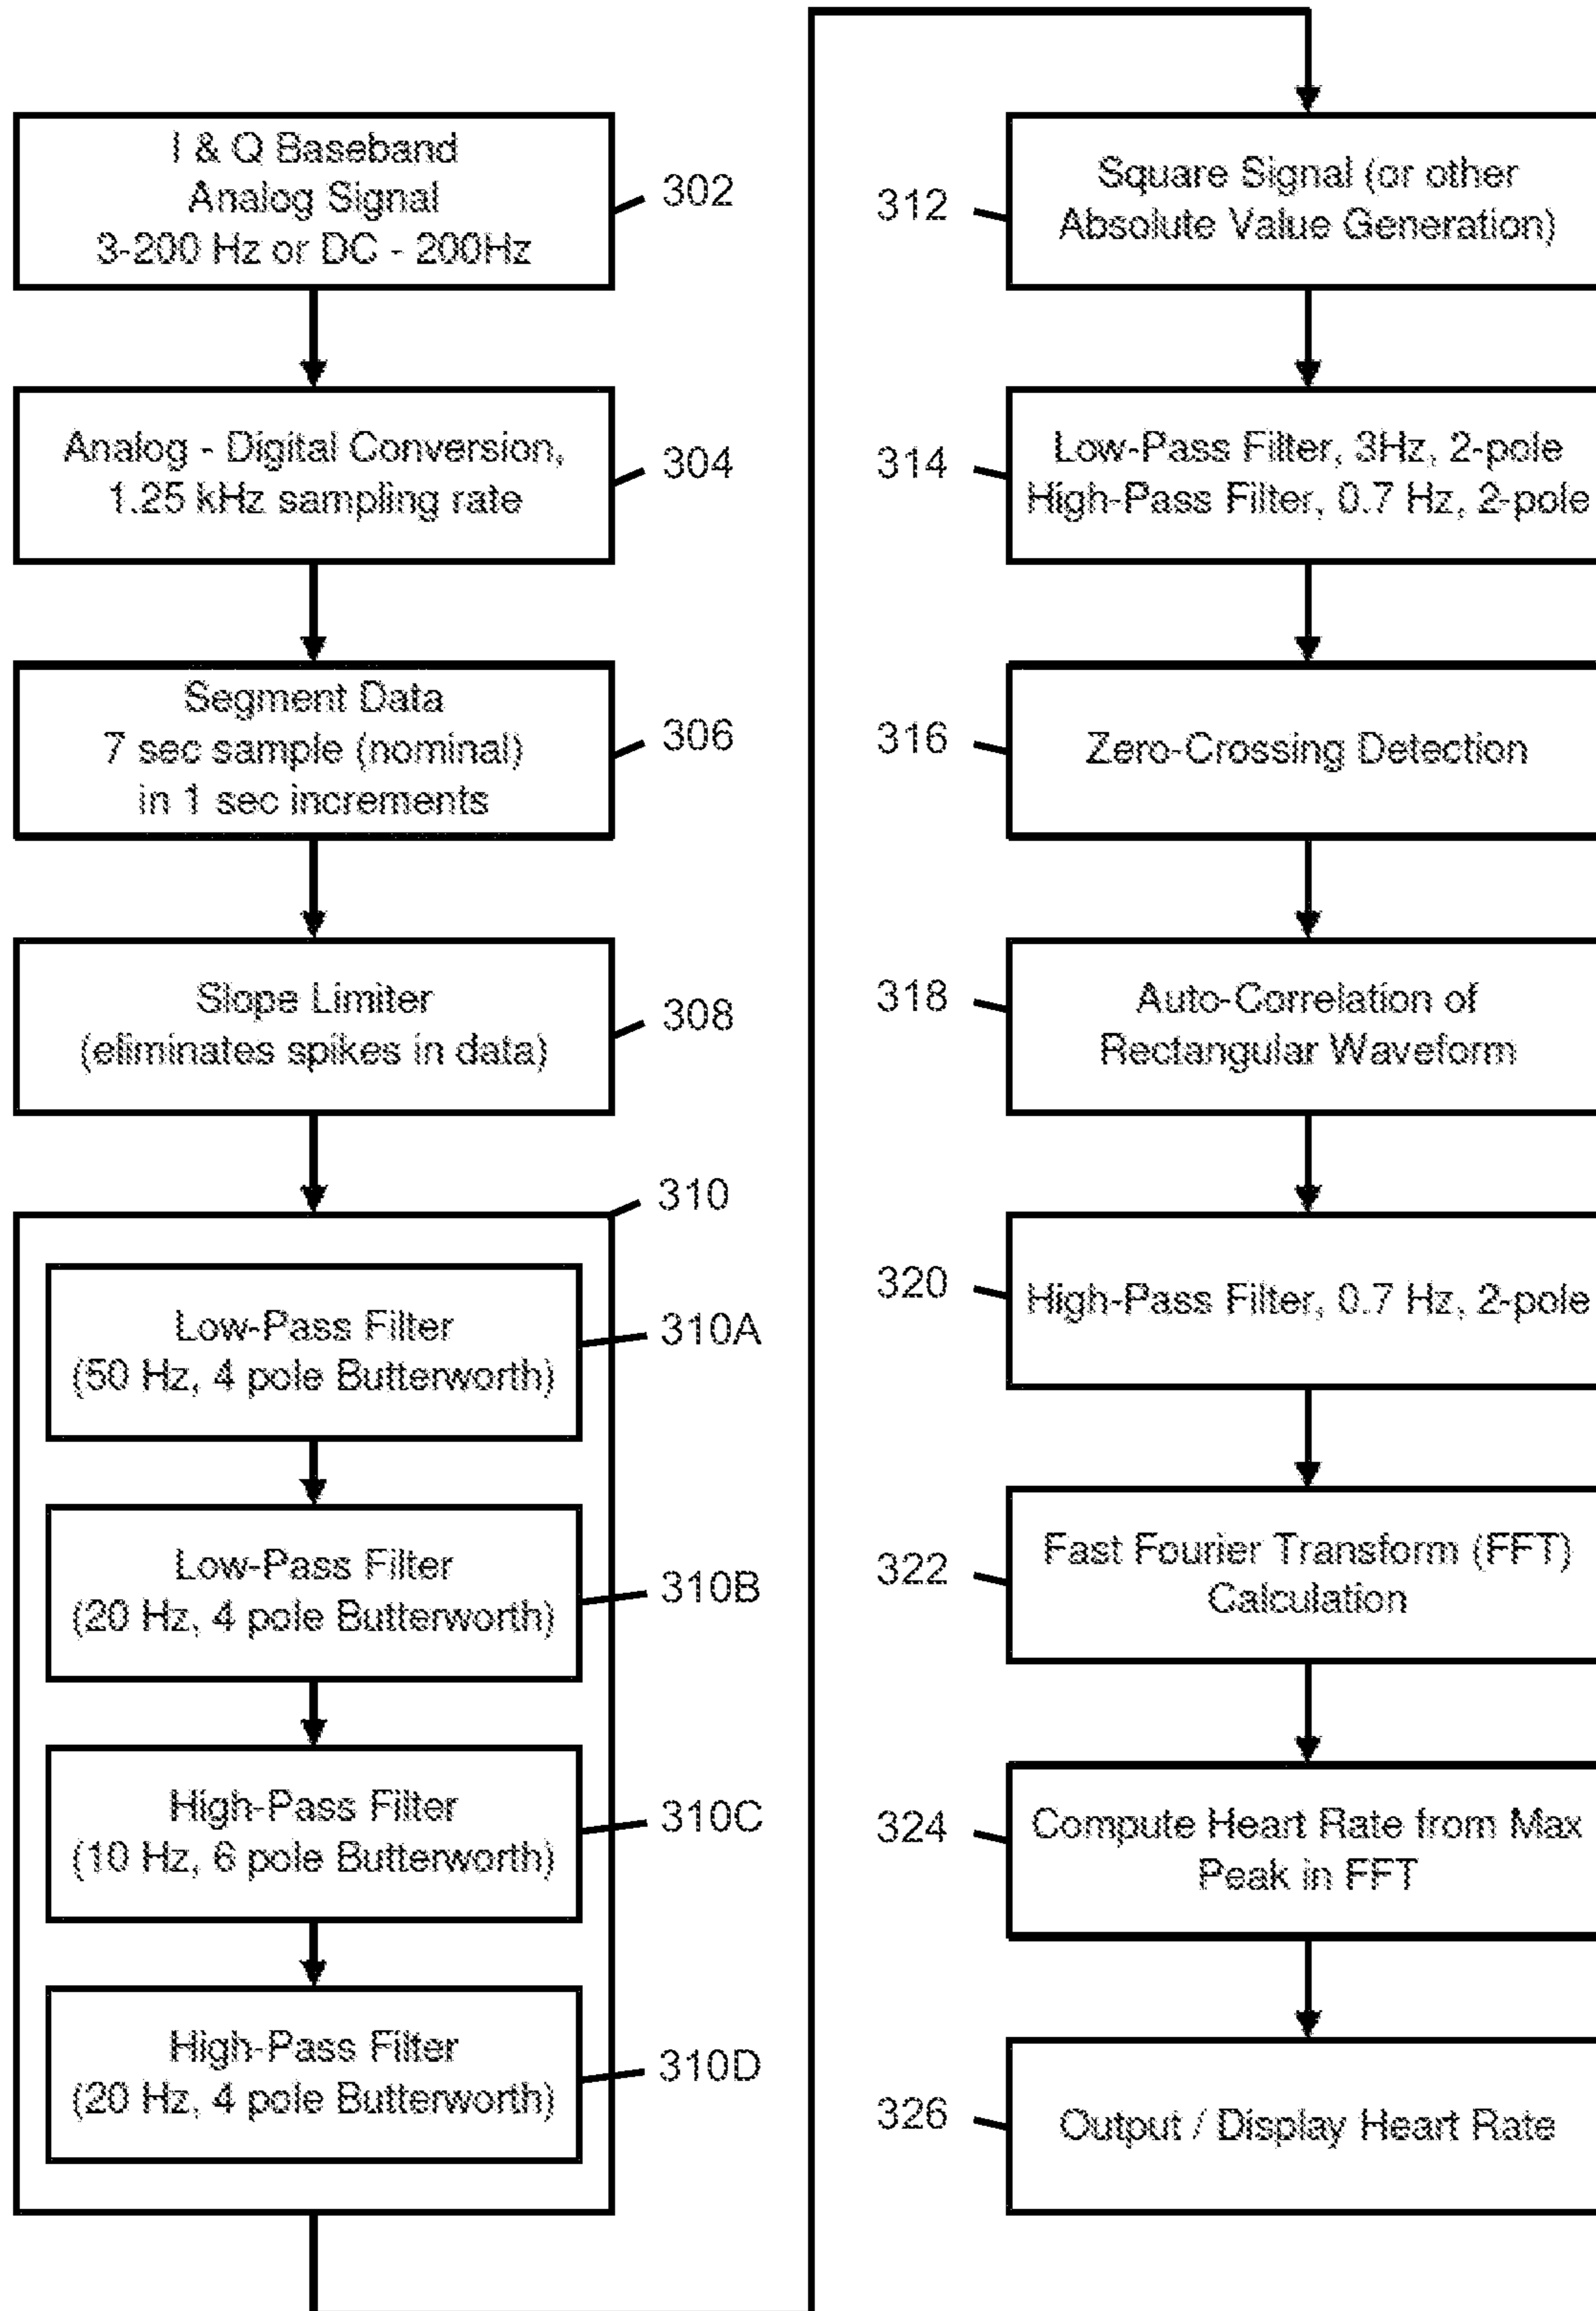 I & Q Baseband
Analog Signal
3-200 Hz or DC - 200Hz
302
Analog - Digital Conversion,
1.25 kHz sampling rate
304
Segment Data
7 sec sample (nominal)
in 1 sec increments
306
Slope Limiter
(eliminates spikes in data)
308
310
Low-Pass Filter
(50 Hz, 4 pole Butterworth)
310A
Low-Pass Filter
(20 Hz, 4 pole Butterworth)
310B
High-Pass Filter
(10 Hz, 6 pole Butterworth)
310C
High-Pass Filter
(20 Hz, 4 pole Butterworth)
310D
312
Square Signal (or other
Absolute Value Generation)
314
Low-Pass Filter, 3Hz, 2-pole
High-Pass Filter, 0.7 Hz, 2-pole
316
Zero-Crossing Detection
318
Auto-Correlation of
Rectangular Waveform
320
High-Pass Filter, 0.7 Hz, 2-pole
322
Fast Fourier Transform (FFT)
Calculation
324
Compute Heart Rate from Max
Peak in FFT
326
Output / Display Heart Rate